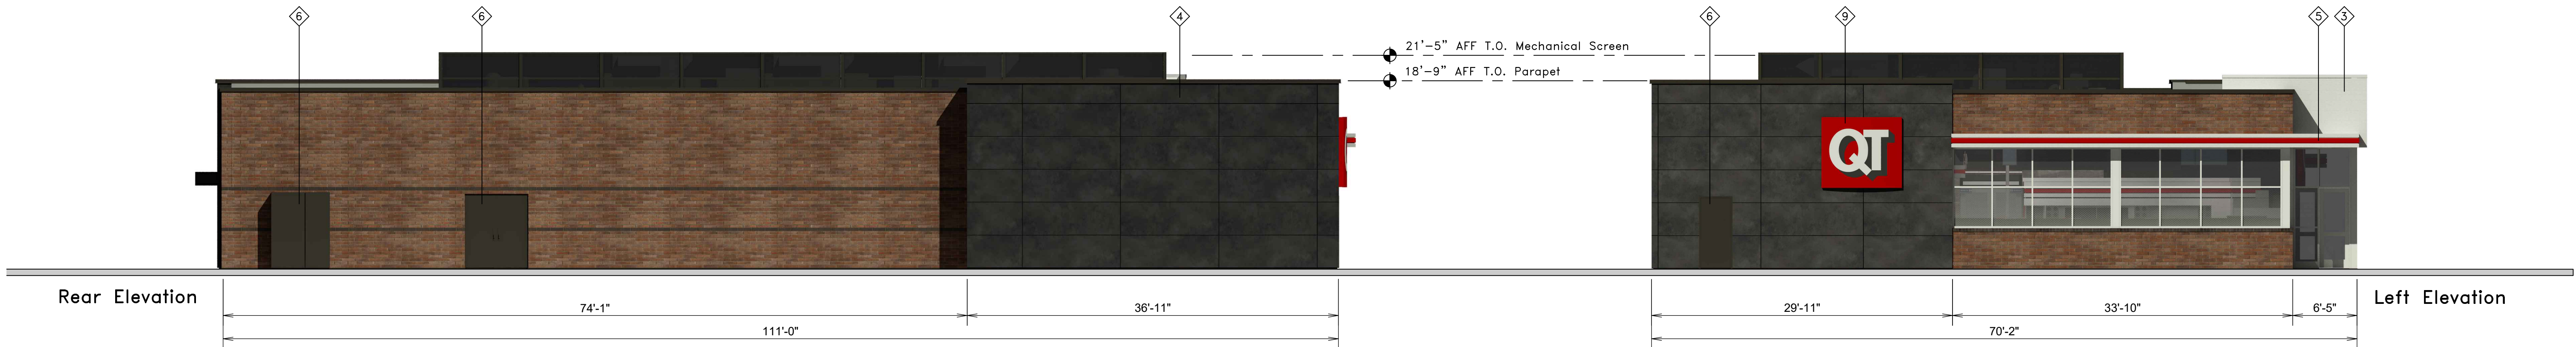 6
6
4
6
9
5
3
21'-5" AFF T.O. Mechanical Screen
18'-9" AFF T.O. Parapet
QT
Rear Elevation
Left Elevation
74'-1"
36'-11"
29'-11"
33'-10"
6'-5"
111'-0"
70'-2"